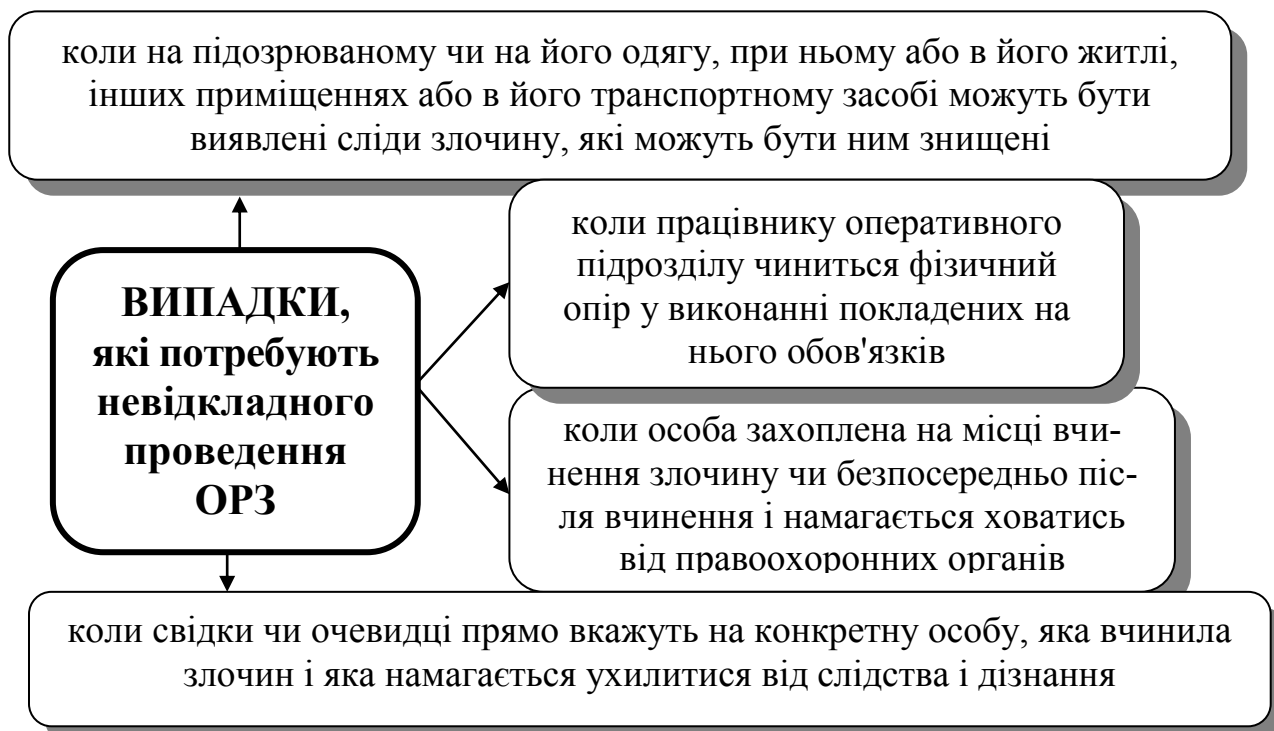 коли на підозрюваному чи на його одягу, при ньому або в його житлі,
інших приміщеннях або в його транспортному засобі можуть бути
виявлені сліди злочину, які можуть бути ним знищені
коли працівнику оперативного
підрозділу чиниться фізичний
опір у виконанні покладених на
нього обов'язків
ВИПАДКИ,
які потребують
невідкладного
проведення
ОРЗ
коли особа захоплена на місці вчи-
нення злочину чи безпосередньо піс-
ля вчинення і намагається ховатись
від правоохоронних органів
коли свідки чи очевидці прямо вкажуть на конкретну особу, яка вчинила
злочин і яка намагається ухилитися від слідства і дізнання